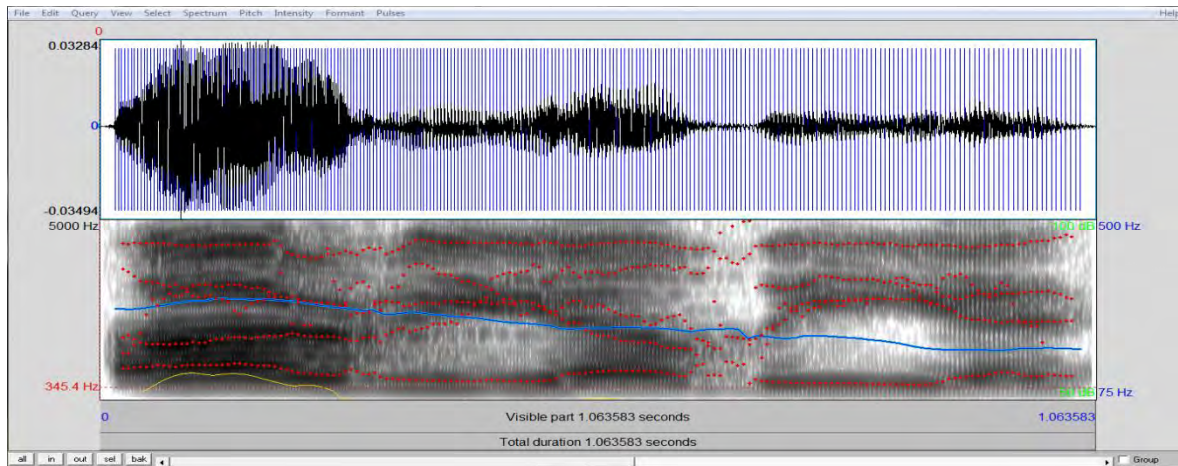 File Edit Query View Select Spectrum Pitch Intensity Formant Pulses Help
0
0.03284
0
-0.03494
5000 Hz 100 dB 500 Hz
345.4 Hz 75 Hz
0 Visible part 1.063583 seconds 1.063583
Total duration 1.063583 seconds
all in out sel bak Group